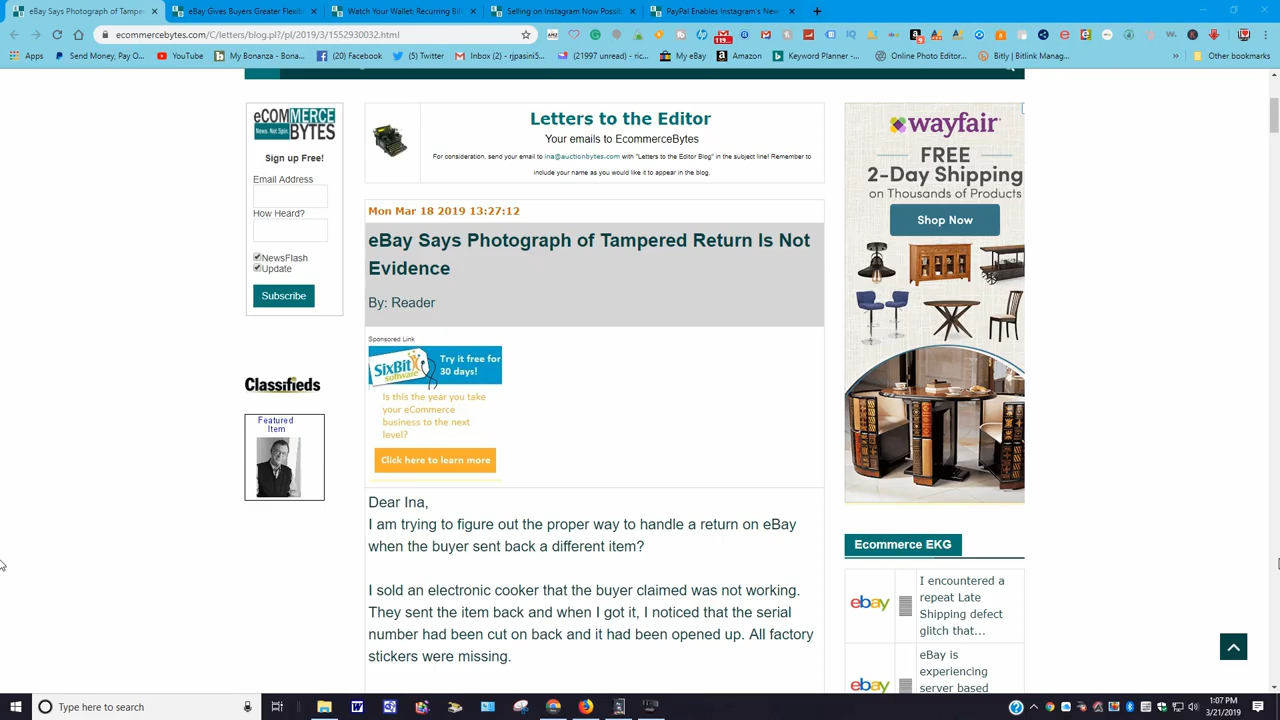 eBay Says Photograph of Tamper
eBay Gives Buyers Greater Flexib
Watch Your Wallet: Recurring Bil
Selling on Instagram Now Possib
PayPal Enables Instagram's New
ecommercebytes.com/C/letters/blog.pl?/pl/2019/3/1552930032.html
119
Apps
Send Money, Pay O...
YouTube
My Bonanza - Bona...
(20) Facebook
(5) Twitter
Inbox (2) - rjpasini5...
(21997 unread) - ric...
My eBay
Amazon
Keyword Planner -...
Online Photo Editor...
Bitly | Bitlink Manag...
Other bookmarks
eCOMMERCE
News. Not Spin.
BYTES
Sign up Free!
Email Address
How Heard?
NewsFlash
Update
Subscribe
Classifieds
Featured
Item
Letters to the Editor
Your emails to EcommerceBytes
For consideration, send your email to ina@auctionbytes.com with "Letters to the Editor Blog" in the subject line! Remember to
include your name as you would like it to appear in the blog.
Mon Mar 18 2019 13:27:12
eBay Says Photograph of Tampered Return Is Not
Evidence
By: Reader
Sponsored Link
SixBit
software
Try it free for
30 days!
Is this the year you take
your eCommerce
business to the next
level?
Click here to learn more
Dear Ina,
I am trying to figure out the proper way to handle a return on eBay
when the buyer sent back a different item?
I sold an electronic cooker that the buyer claimed was not working.
They sent the item back and when I got it, I noticed that the serial
number had been cut on back and it had been opened up. All factory
stickers were missing.
wayfair
FREE
2-Day Shipping
on Thousands of Products
Shop Now
Ecommerce EKG
ebay
I encountered a
repeat Late
Shipping defect
glitch that...
ebay
eBay is
experiencing
server based
Type here to search
1:07 PM
3/21/2019